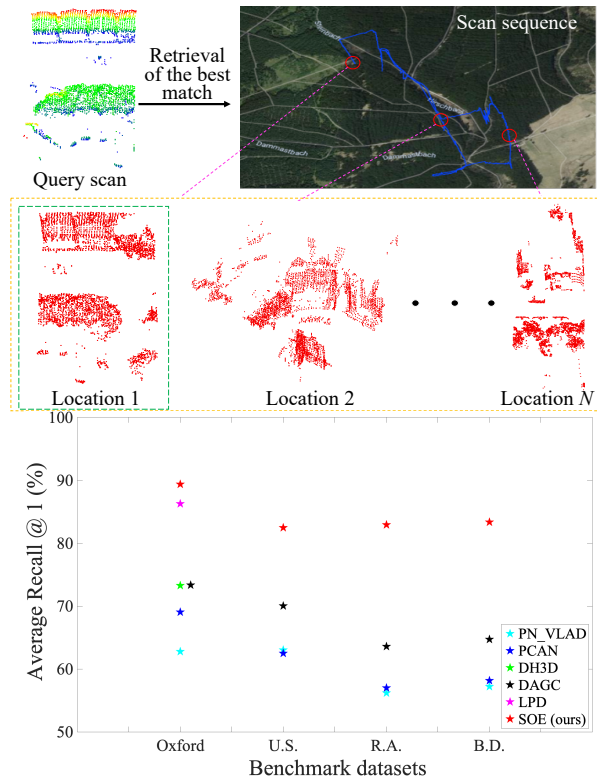 Scan sequence
Retrieval
of the best
match
Query scan
Dammastbach
Location 1
Location 2
Location N
Average Recall @ 1 (%)
100
90
80
70
60
50
PN_VLAD
PCAN
DH3D
DAGC
LPD
SOE (ours)
Oxford
U.S.
R.A.
B.D.
Benchmark datasets